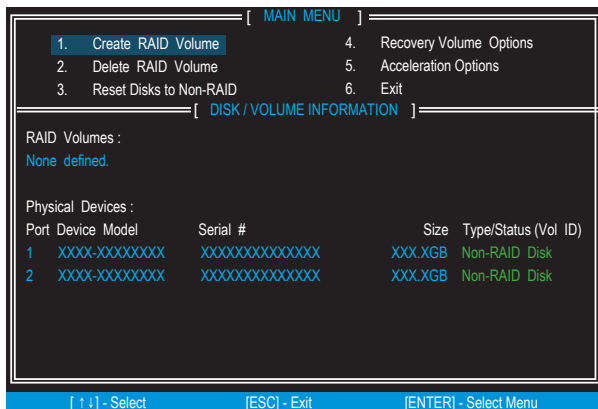 [ MAIN MENU ]
1. Create RAID Volume 4. Recovery Volume Options
2. Delete RAID Volume 5. Acceleration Options
3. Reset Disks to Non-RAID 6. Exit
[ DISK / VOLUME INFORMATION ]
RAID Volumes :
None defined.
Physical Devices :
Port Device Model Serial # Size Type/Status (Vol ID)
1 XXXX-XXXXXXXX XXXXXXXXXXXXXX XXX.XGB Non-RAID Disk
2 XXXX-XXXXXXXX XXXXXXXXXXXXXX XXX.XGB Non-RAID Disk
[ ↑↓] - Select [ESC] - Exit [ENTER] - Select Menu